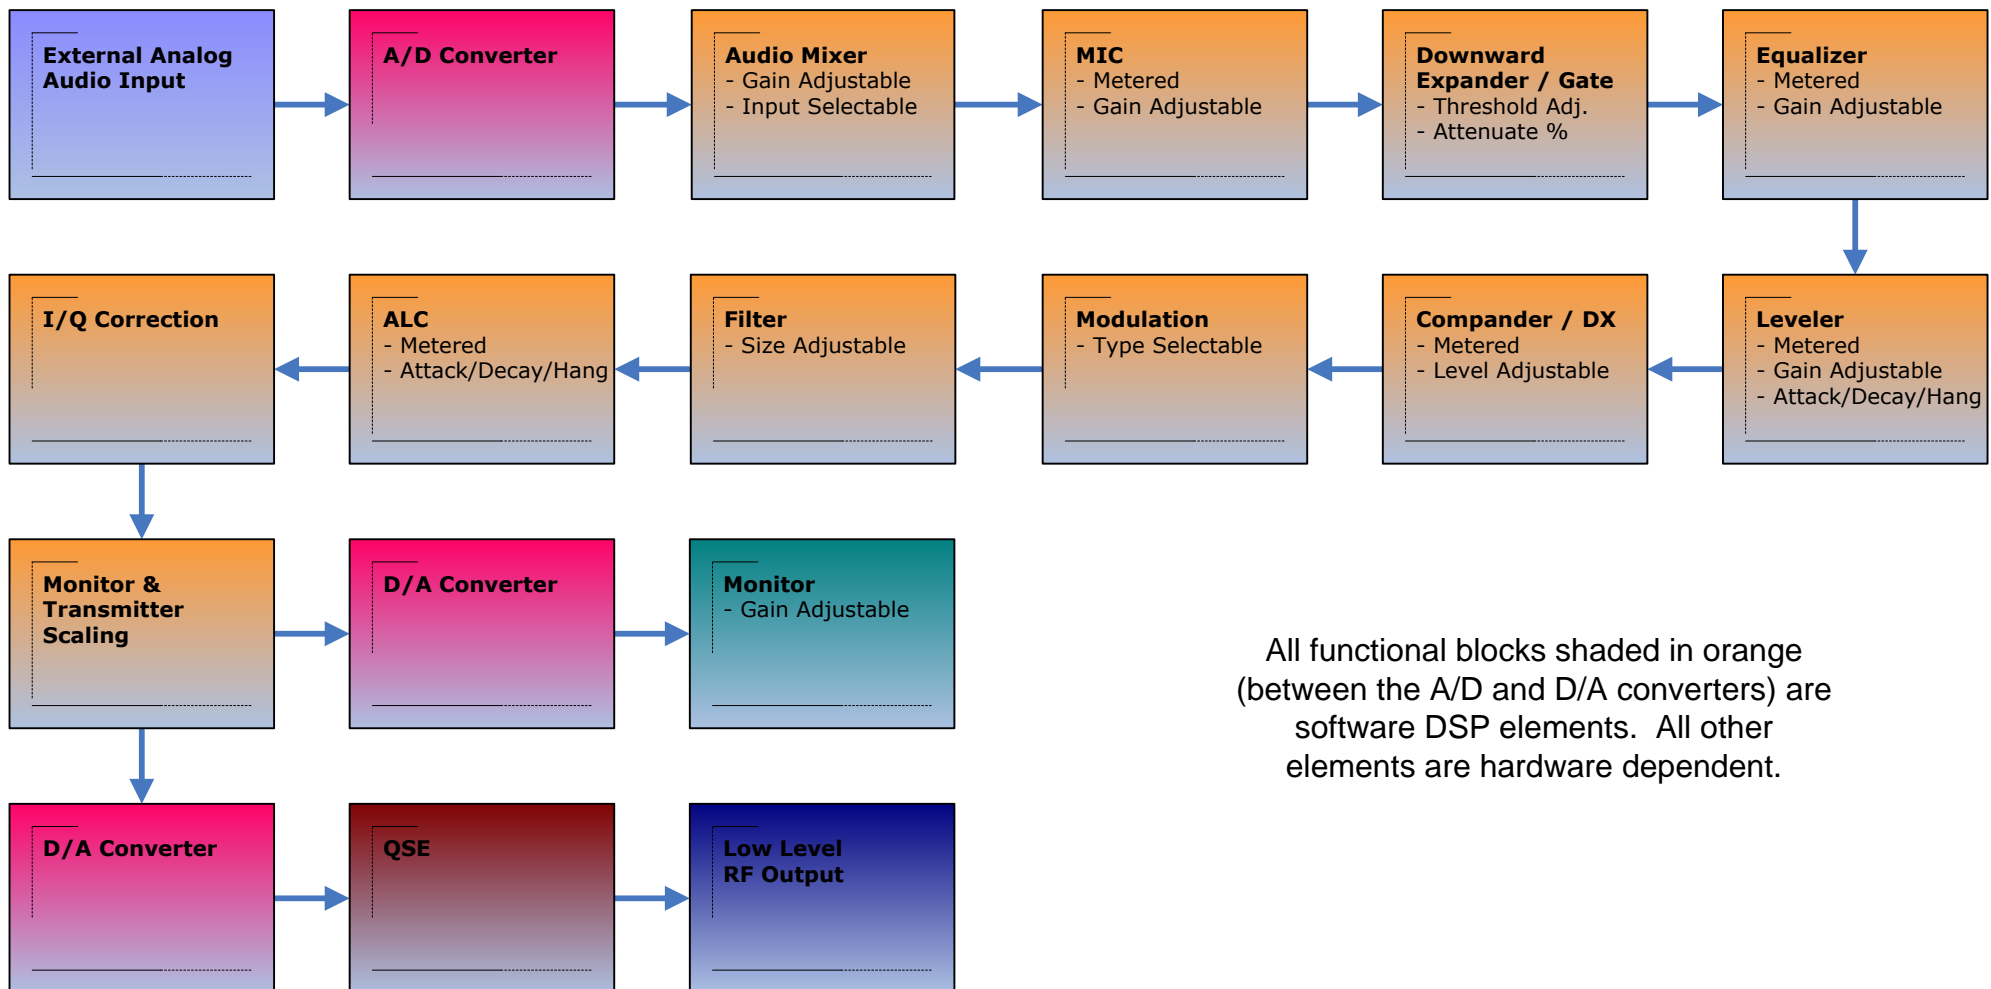 External Analog
Audio Input
A/D Converter
Audio Mixer
- Gain Adjustable
- Input Selectable
MIC
- Metered
- Gain Adjustable
Downward
Expander / Gate
- Threshold Adj.
- Attenuate %
Equalizer
- Metered
- Gain Adjustable
I/Q Correction
ALC
- Metered
- Attack/Decay/Hang
Filter
- Size Adjustable
Modulation
- Type Selectable
Compander / DX
- Metered
- Level Adjustable
Leveler
- Metered
- Gain Adjustable
- Attack/Decay/Hang
Monitor &
Transmitter
Scaling
D/A Converter
Monitor
- Gain Adjustable
All functional blocks shaded in orange
(between the A/D and D/A converters) are
software DSP elements.  All other
elements are hardware dependent.
D/A Converter
QSE
Low Level
RF Output